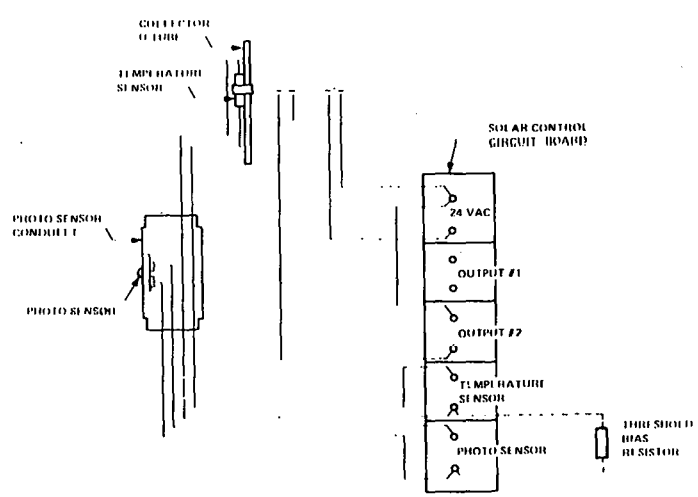 COLLECTOR
U TUBE
TEMPERATURE
SENSOR
SOLAR CONTROL
CIRCUIT BOARD
24 VAC
PHOTO SENSOR
CONDULET
OUTPUT #1
PHOTO SENSOR
OUTPUT #2
TEMPERATURE
SENSOR
THRESHOLD
BIAS
RESISTOR
PHOTO SENSOR